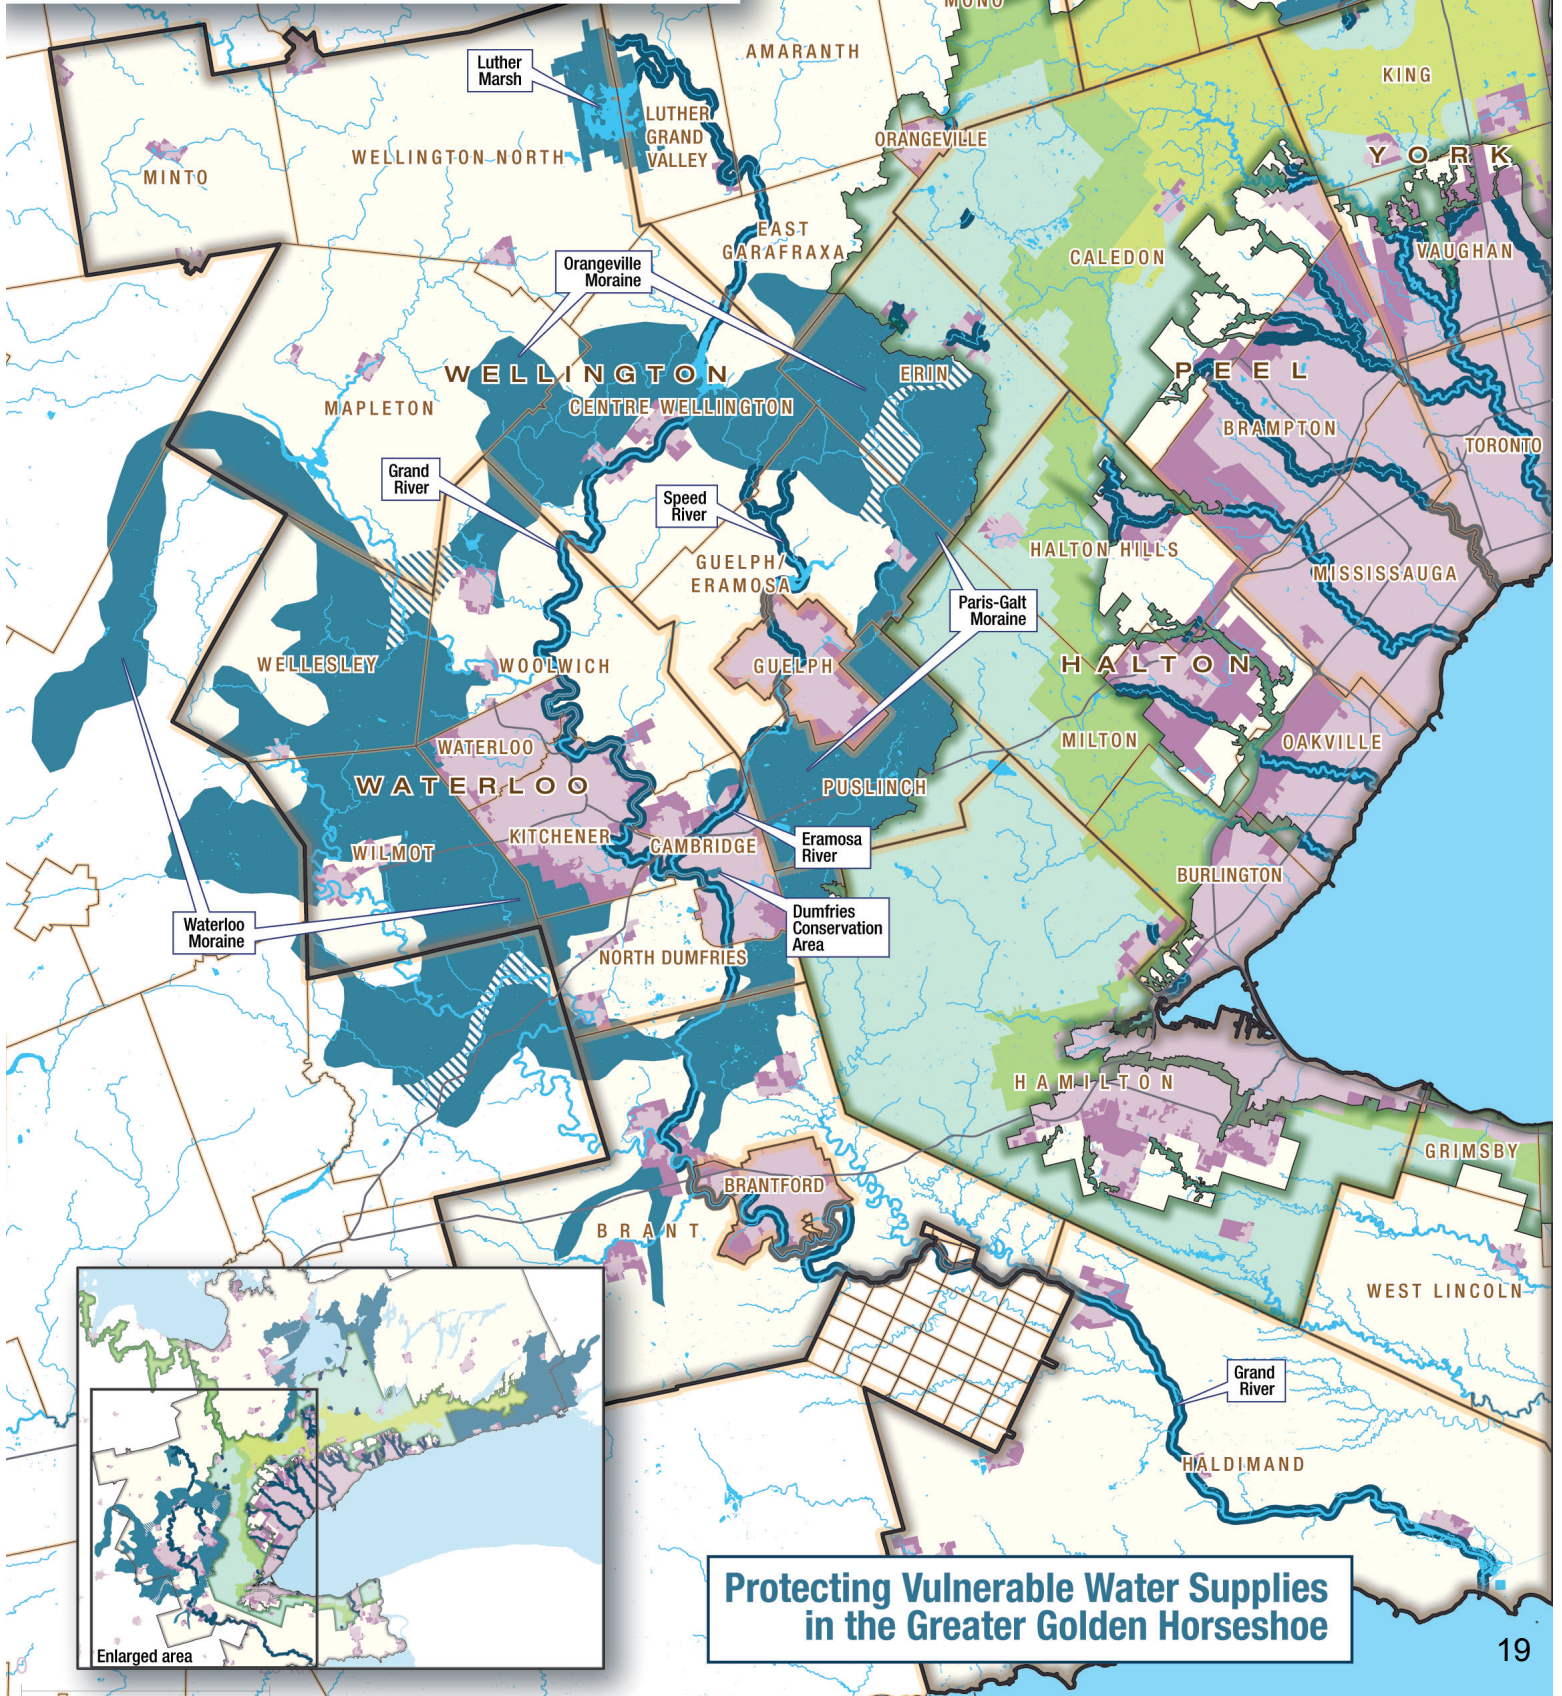 MONO
AMARANTH
KING
Luther
Marsh
LUTHER
GRAND
VALLEY
ORANGEVILLE
YORK
WELLINGTON NORTH
MINTO
EAST
GARAFRAXA
CALEDON
VAUGHAN
Orangeville
Moraine
WELLINGTON
ERIN
PEEL
MAPLETON
CENTRE WELLINGTON
BRAMPTON
TORONTO
Grand
River
Speed
River
GUELPH/
ERAMOSA
HALTON HILLS
MISSISSAUGA
Paris-Galt
Moraine
WELLESLEY
WOOLWICH
GUELPH
HALTON
WATERLOO
MILTON
OAKVILLE
WATERLOO
PUSLINCH
KITCHENER
CAMBRIDGE
WILMOT
Eramosa
River
BURLINGTON
Waterloo
Moraine
Dumfries
Conservation
Area
NORTH DUMFRIES
HAMILTON
GRIMSBY
BRANTFORD
BRANT
WEST LINCOLN
Grand
River
HALDIMAND
Enlarged area
Protecting Vulnerable Water Supplies
in the Greater Golden Horseshoe
19